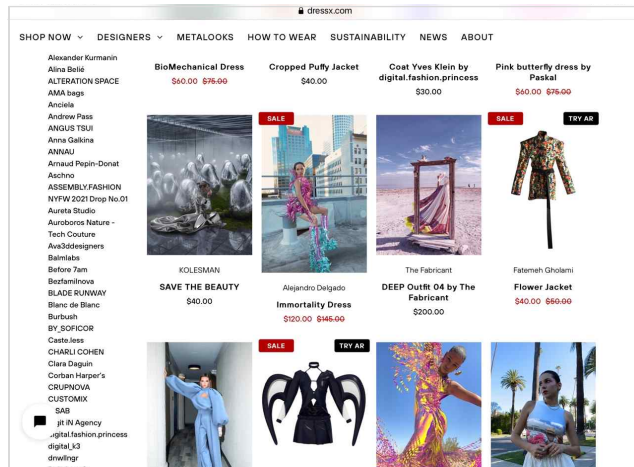 dressx.com
SHOP NOW DESIGNERS METALOOKS HOW TO WEAR SUSTAINABILITY NEWS ABOUT
Alexander Kurmanin
Alina Belié
ALTERATION SPACE
AMA bags
Anciela
Andrew Pass
ANGUS TSUI
Anna Galkina
ANNAU
Arnaud Pepin-Donat
Aschno
ASSEMBLY.FASHION
NYFW 2021 Drop No.01
Aureta Studio
Auroboros Nature -
Tech Couture
Ava3ddesigners
Balmlabs
Before 7am
Bezfamilnova
BLADE RUNWAY
Blanc de Blanc
Burbush
BY_SOFICOR
Caste.less
CHARLI COHEN
Clara Daguin
Corban Harper's
CRUPNOVA
CUSTOMIX
SAB
git iN Agency
digital.fashion.princess
digital_k3
dnwllngr
BioMechanical Dress
$60.00 $75.00
Cropped Puffy Jacket
$40.00
Coat Yves Klein by
digital.fashion.princess
$30.00
Pink butterfly dress by
Paskal
$60.00 $75.00
KOLESMAN
SAVE THE BEAUTY
$40.00
SALE
Alejandro Delgado
Immortality Dress
$120.00 $145.00
The Fabricant
DEEP Outfit 04 by The
Fabricant
$200.00
SALE TRY AR
Fatemeh Gholami
Flower Jacket
$40.00 $50.00
SALE TRY AR